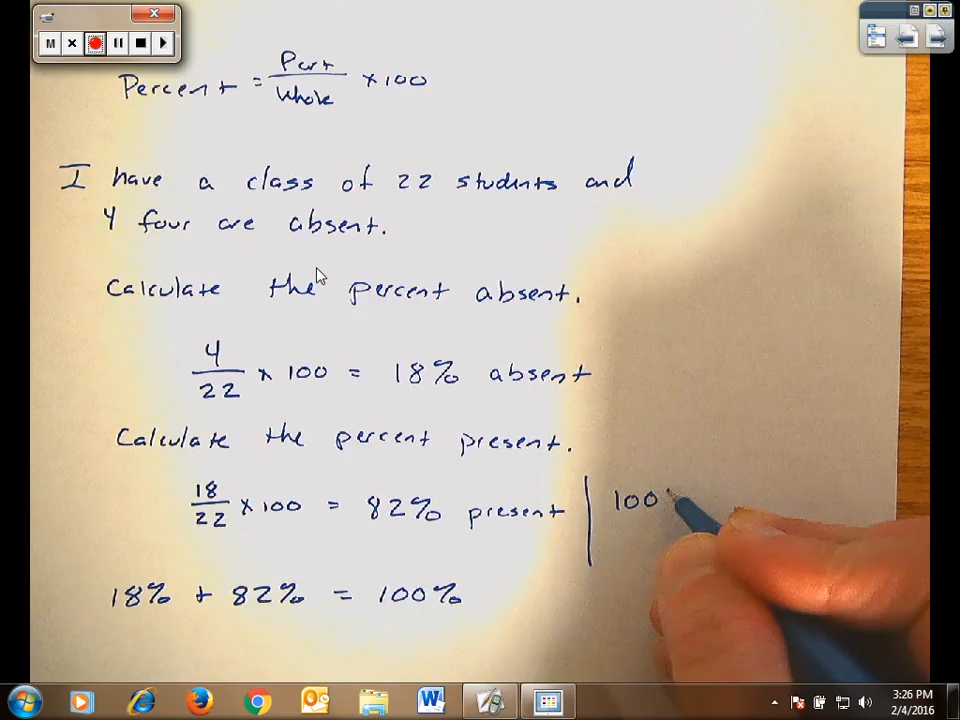 M
Percent = Part / Whole × 100
I have a class of 22 students and
4 four are absent.
Calculate the percent absent.
4/22 × 100 = 18% absent
Calculate the percent present.
18/22 × 100 = 82% present | 100
18% + 82% = 100%
3:26 PM
2/4/2016